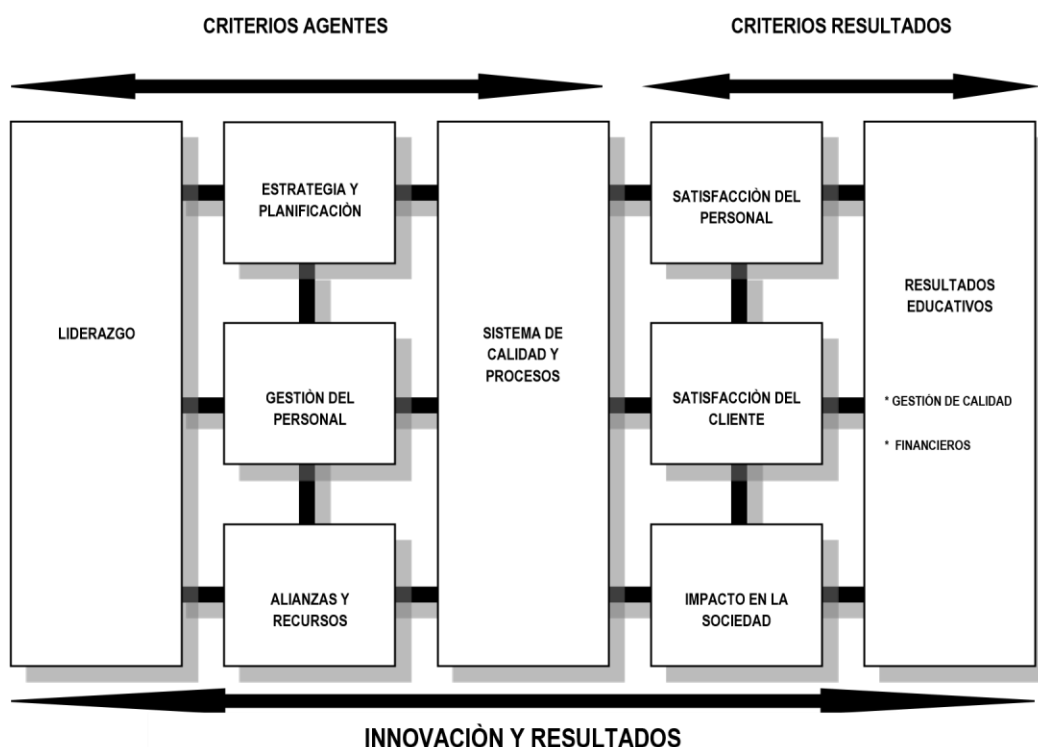 CRITERIOS AGENTES
CRITERIOS RESULTADOS
LIDERAZGO
ESTRATEGIA Y
PLANIFICACIÒN
GESTIÒN DEL
PERSONAL
ALIANZAS Y
RECURSOS
SISTEMA DE
CALIDAD Y
PROCESOS
SATISFACCIÒN DEL
PERSONAL
SATISFACCIÒN DEL
CLIENTE
IMPACTO EN LA
SOCIEDAD
RESULTADOS
EDUCATIVOS
* GESTIÒN DE CALIDAD
* FINANCIEROS
INNOVACIÒN Y RESULTADOS